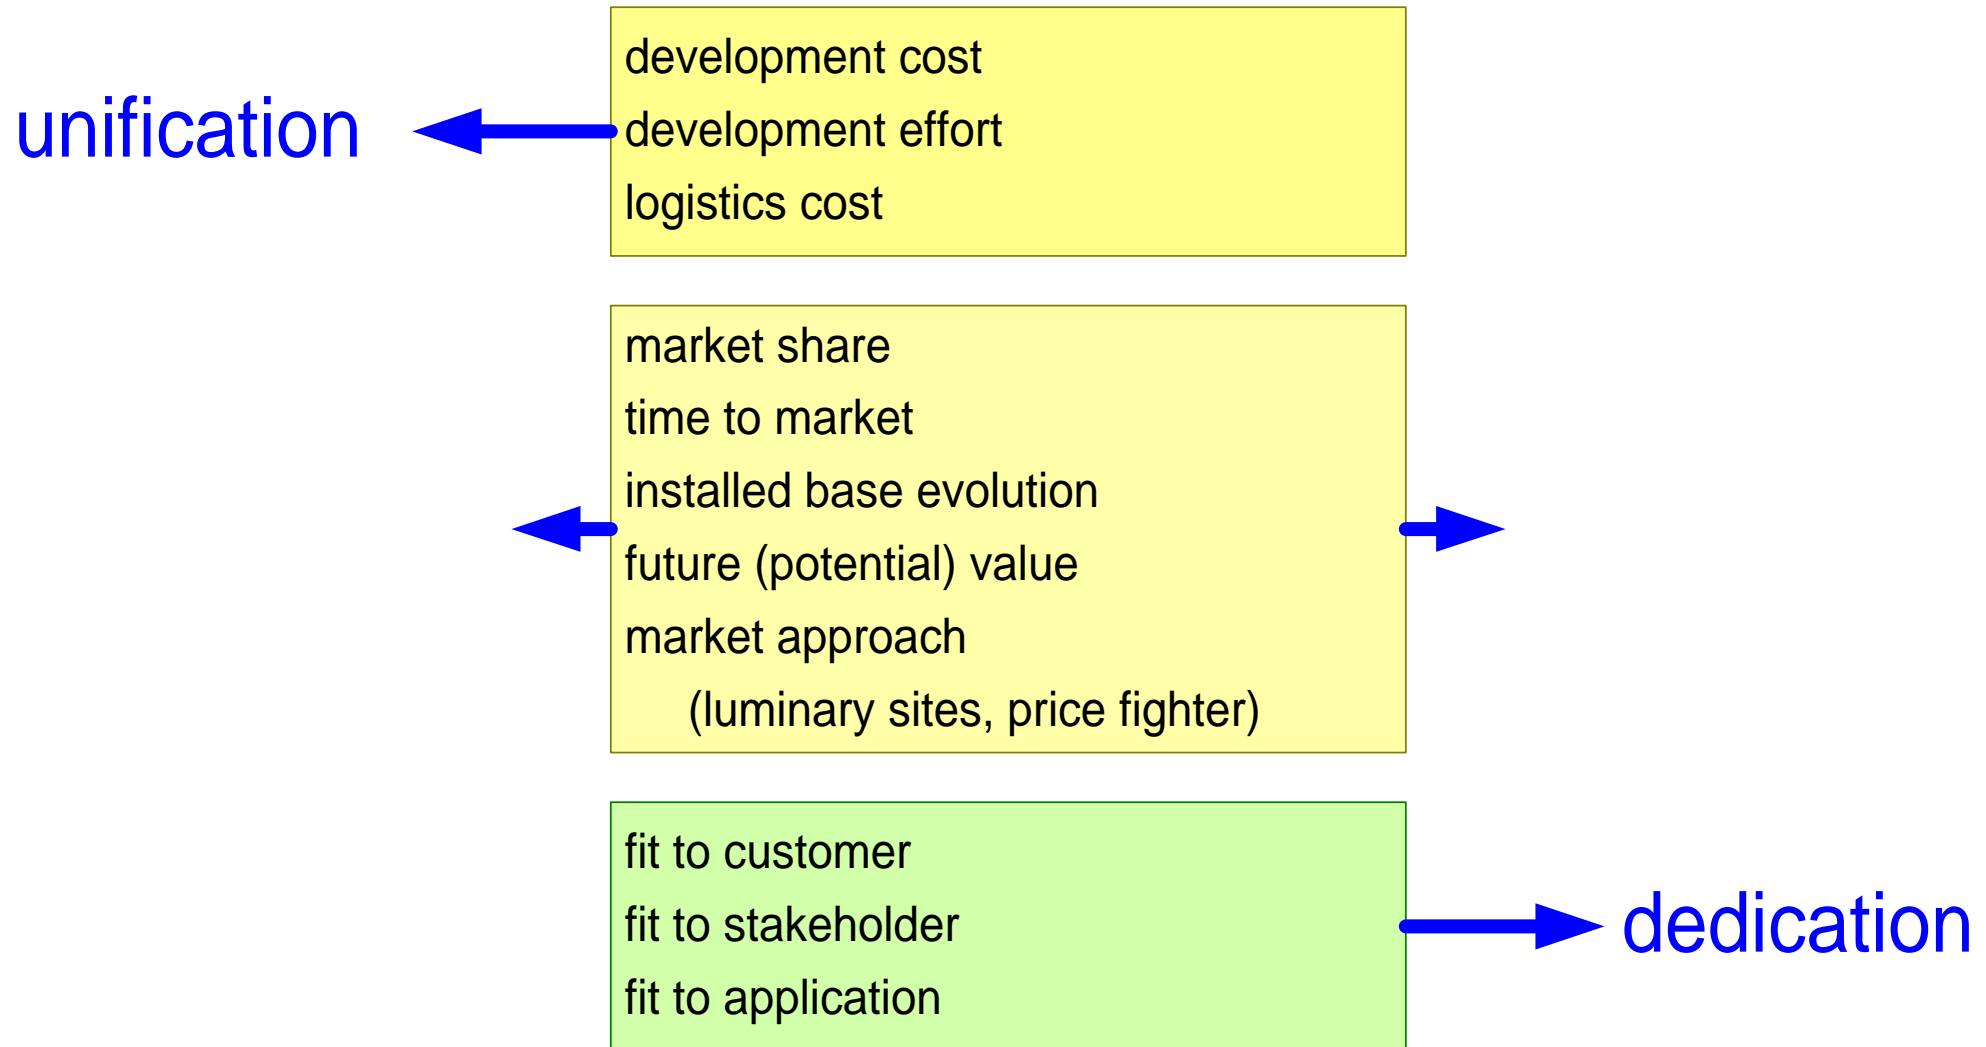 development cost
unification
development effort
logistics cost
market share
time to market
installed base evolution
future (potential) value
market approach
(luminary sites, price fighter)
fit to customer
fit to stakeholder
dedication
fit to application